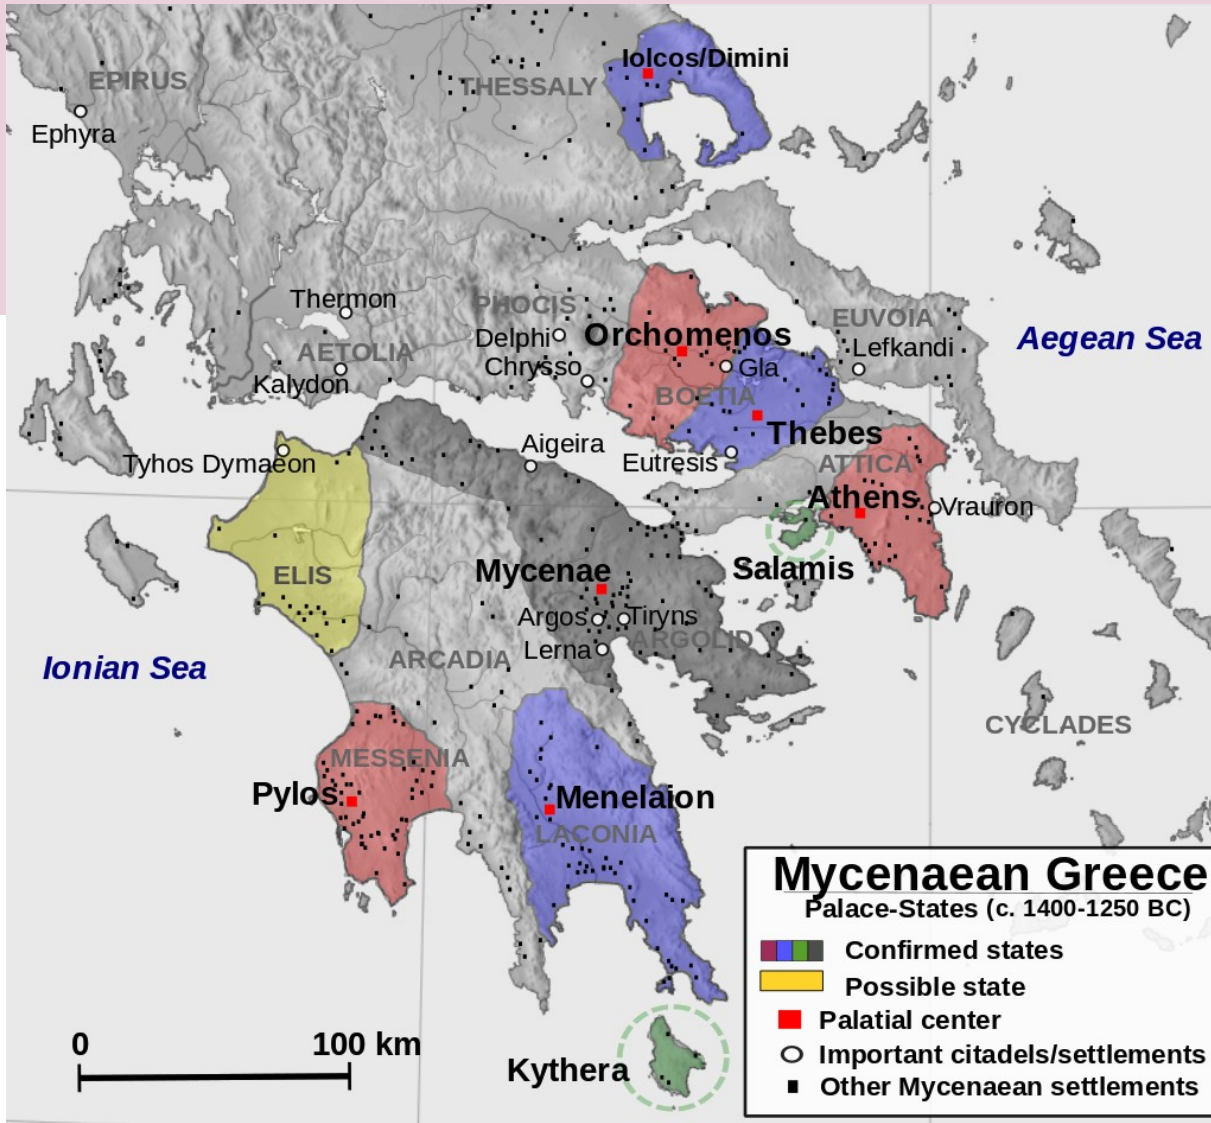 Iolcos/Dimini
EPIRUS
THESSALY
Ephyra
Thermon
PHOCIS
EUVOIA
Delphi
Orchomenos
Aegean Sea
AETOLIA
Lefkandi
Chrysso
Gla
Kalydon
BOETIA
Thebes
Aigeira
Tyhos Dymaeon
Eutresis
ATTICA
Athens
Vrauron
Mycenae
Salamis
ELIS
Argos
Tiryns
ARGOLID
Lerna
ARCADIA
Ionian Sea
CYCLADES
MESSENIA
Pylos
Menelaion
LACONIA
Mycenaean Greece
Palace-States (c. 1400-1250 BC)
Confirmed states
Possible state
Palatial center
Important citadels/settlements
Other Mycenaean settlements
0 100 km
Kythera